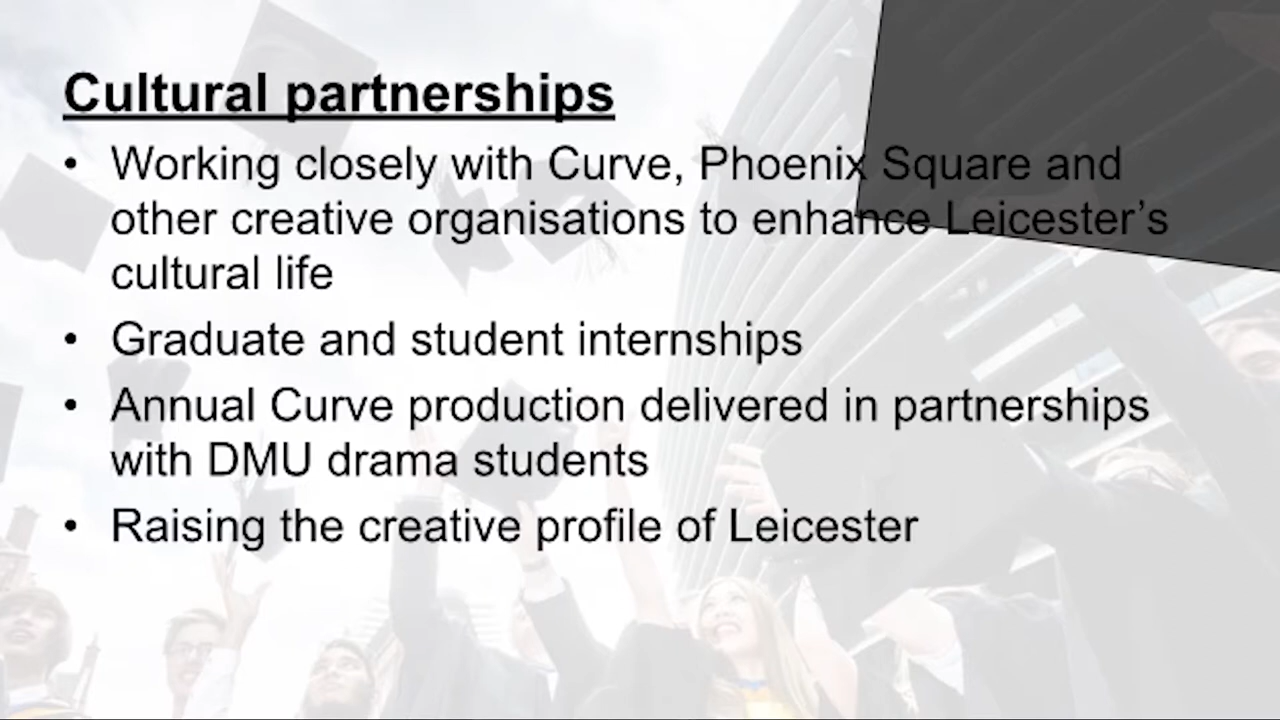 Cultural partnerships
• Working closely with Curve, Phoenix Square and
other creative organisations to enhance Leicester’s
cultural life
• Graduate and student internships
• Annual Curve production delivered in partnerships
with DMU drama students
• Raising the creative profile of Leicester